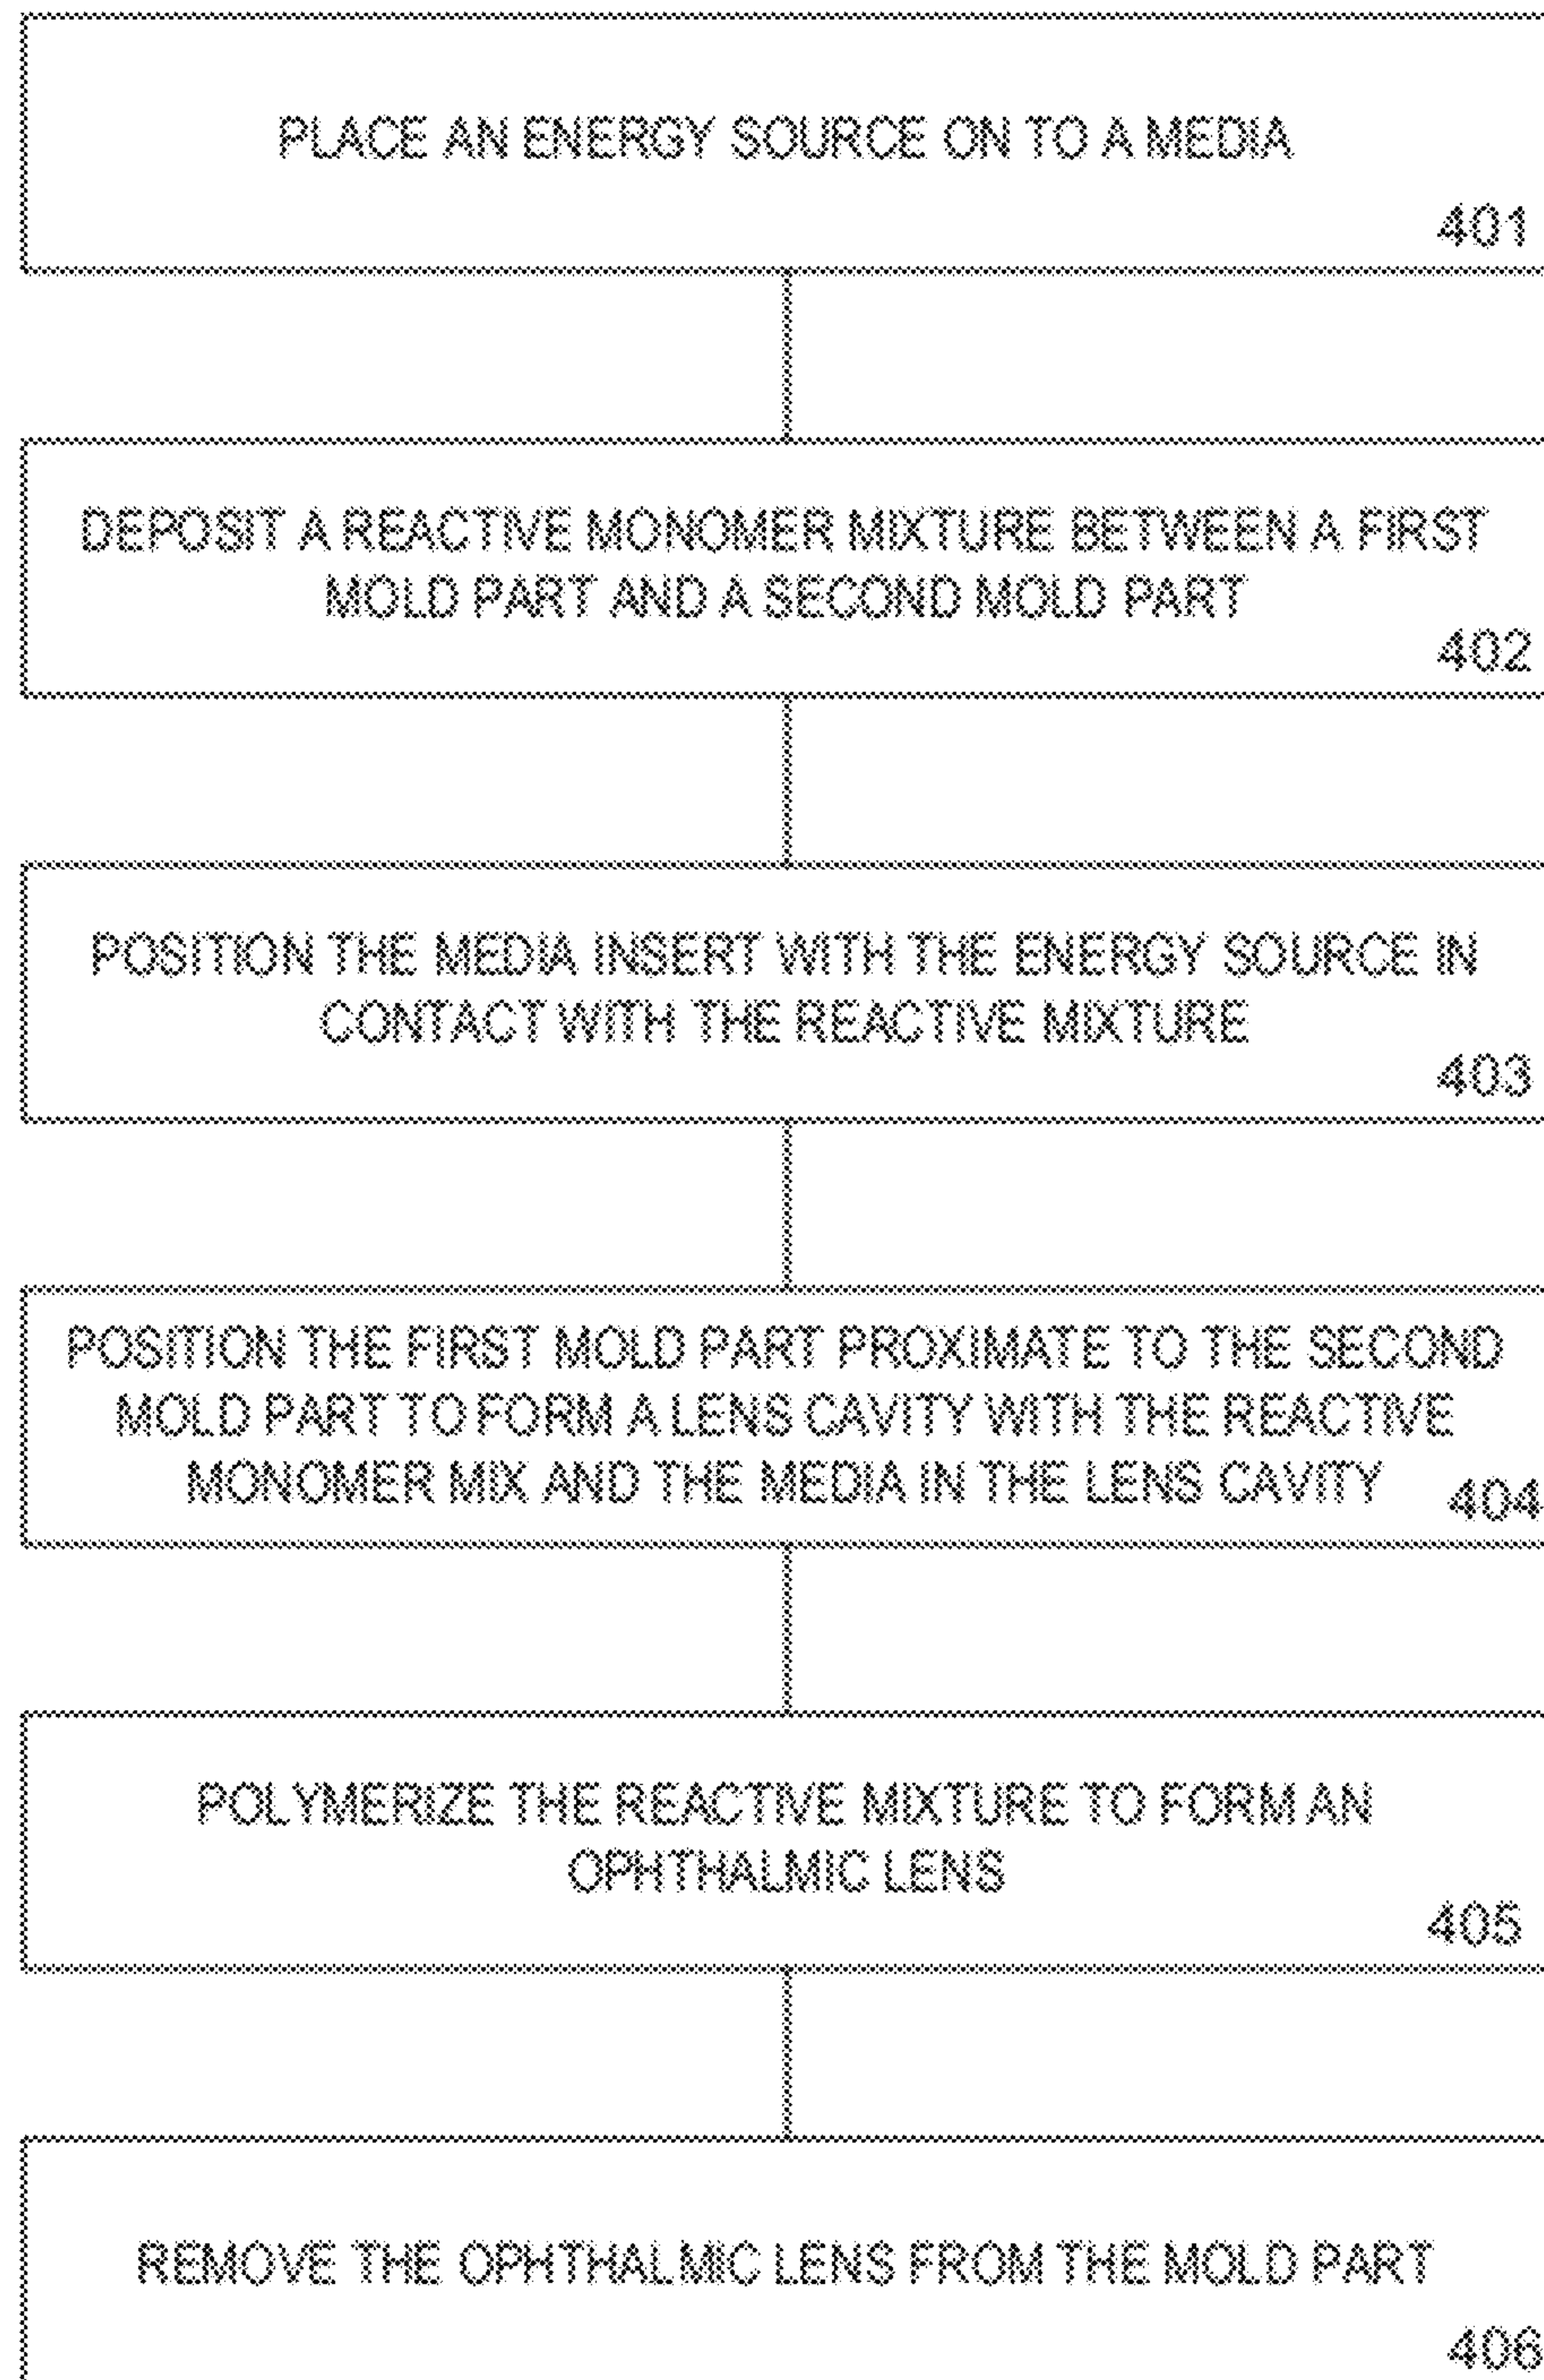 PLACE AN ENERGY SOURCE ON TO A MEDIA
401
DEPOSIT A REACTIVE MONOMER MIXTURE BETWEEN A FIRST
MOLD PART AND A SECOND MOLD PART
402
POSITION THE MEDIA INSERT WITH THE ENERGY SOURCE IN
CONTACT WITH THE REACTIVE MIXTURE
403
POSITION THE FIRST MOLD PART PROXIMATE TO THE SECOND
MOLD PART TO FORM A LENS CAVITY WITH THE REACTIVE
MONOMER MIX AND THE MEDIA IN THE LENS CAVITY
404
POLYMERIZE THE REACTIVE MIXTURE TO FORM AN
OPHTHALMIC LENS
405
REMOVE THE OPHTHALMIC LENS FROM THE MOLD PART
406